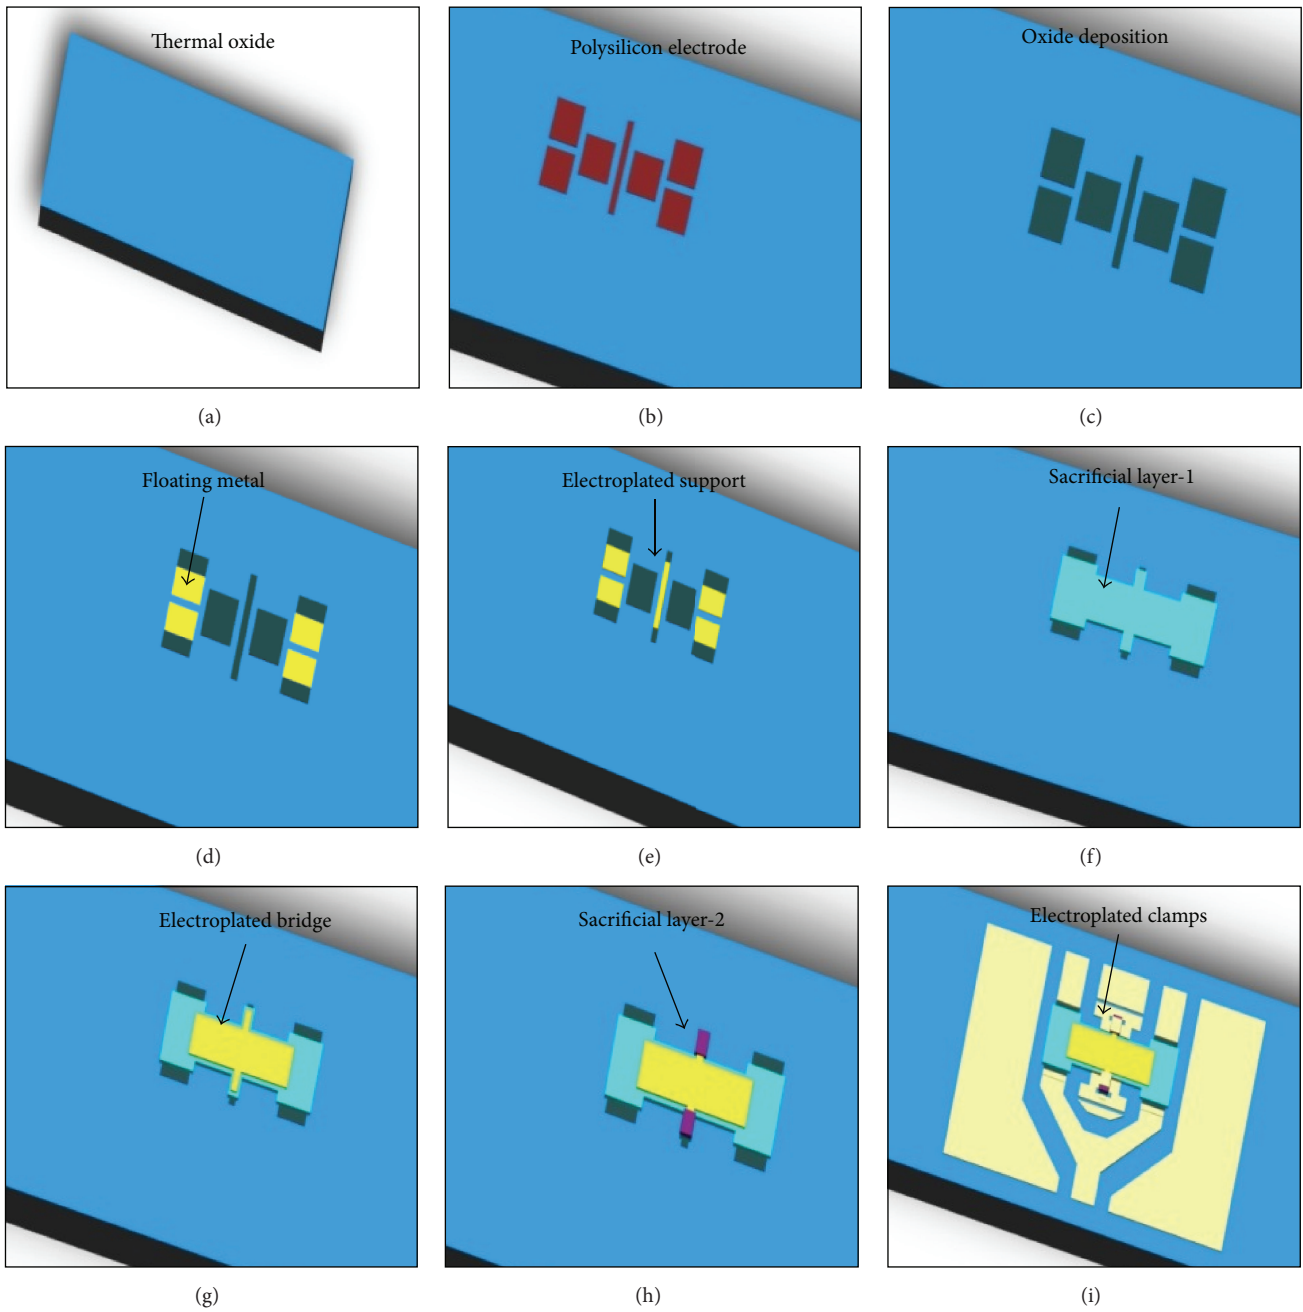 Thermal oxide
Polysilicon electrode
Oxide deposition
(a)
(b)
(c)
Floating metal
Electroplated support
Sacrificial layer-1
(d)
(e)
(f)
Electroplated bridge
Sacrificial layer-2
Electroplated clamps
(g)
(h)
(i)